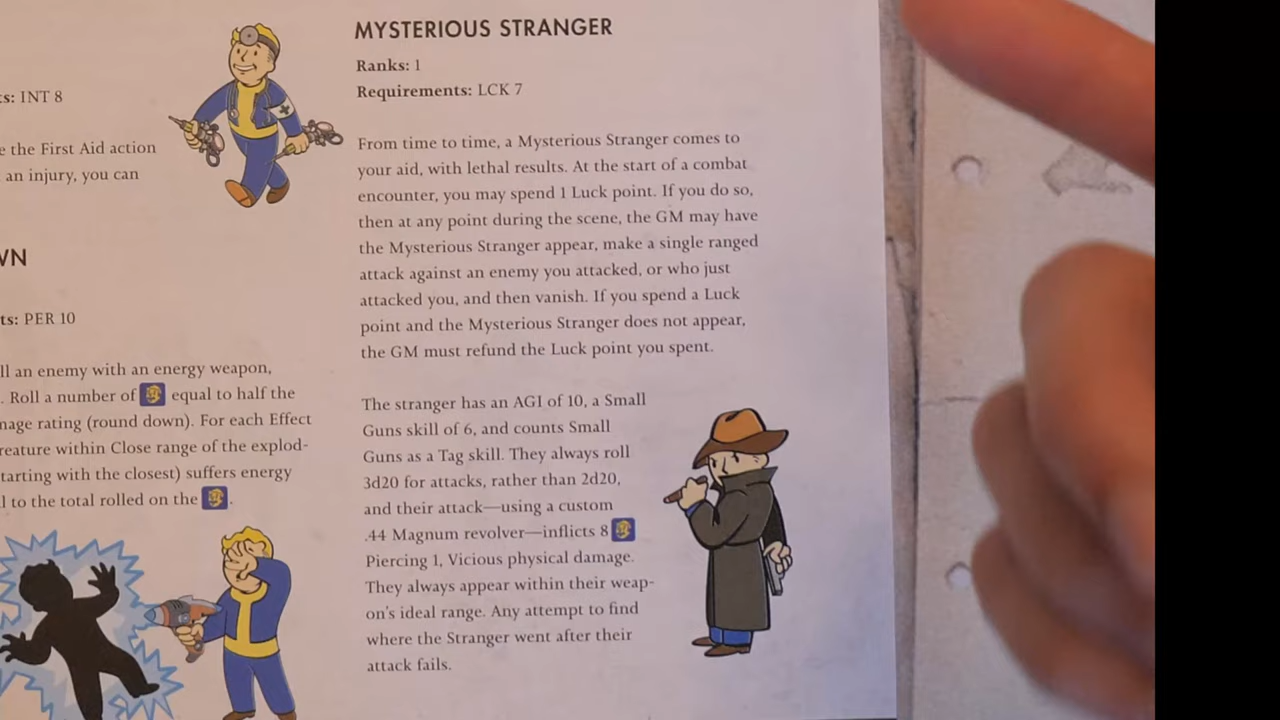 s: INT 8
e the First Aid action
an injury, you can
WN
ts: PER 10
ll an enemy with an energy weapon,
. Roll a number of equal to half the
mage rating (round down). For each Effect
reature within Close range of the explod-
starting with the closest) suffers energy
l to the total rolled on the .
MYSTERIOUS STRANGER
Ranks: 1
Requirements: LCK 7
From time to time, a Mysterious Stranger comes to
your aid, with lethal results. At the start of a combat
encounter, you may spend 1 Luck point. If you do so,
then at any point during the scene, the GM may have
the Mysterious Stranger appear, make a single ranged
attack against an enemy you attacked, or who just
attacked you, and then vanish. If you spend a Luck
point and the Mysterious Stranger does not appear,
the GM must refund the Luck point you spent.
The stranger has an AGI of 10, a Small
Guns skill of 6, and counts Small
Guns as a Tag skill. They always roll
3d20 for attacks, rather than 2d20,
and their attack—using a custom
.44 Magnum revolver—inflicts 8
Piercing 1, Vicious physical damage.
They always appear within their weap-
on's ideal range. Any attempt to find
where the Stranger went after their
attack fails.